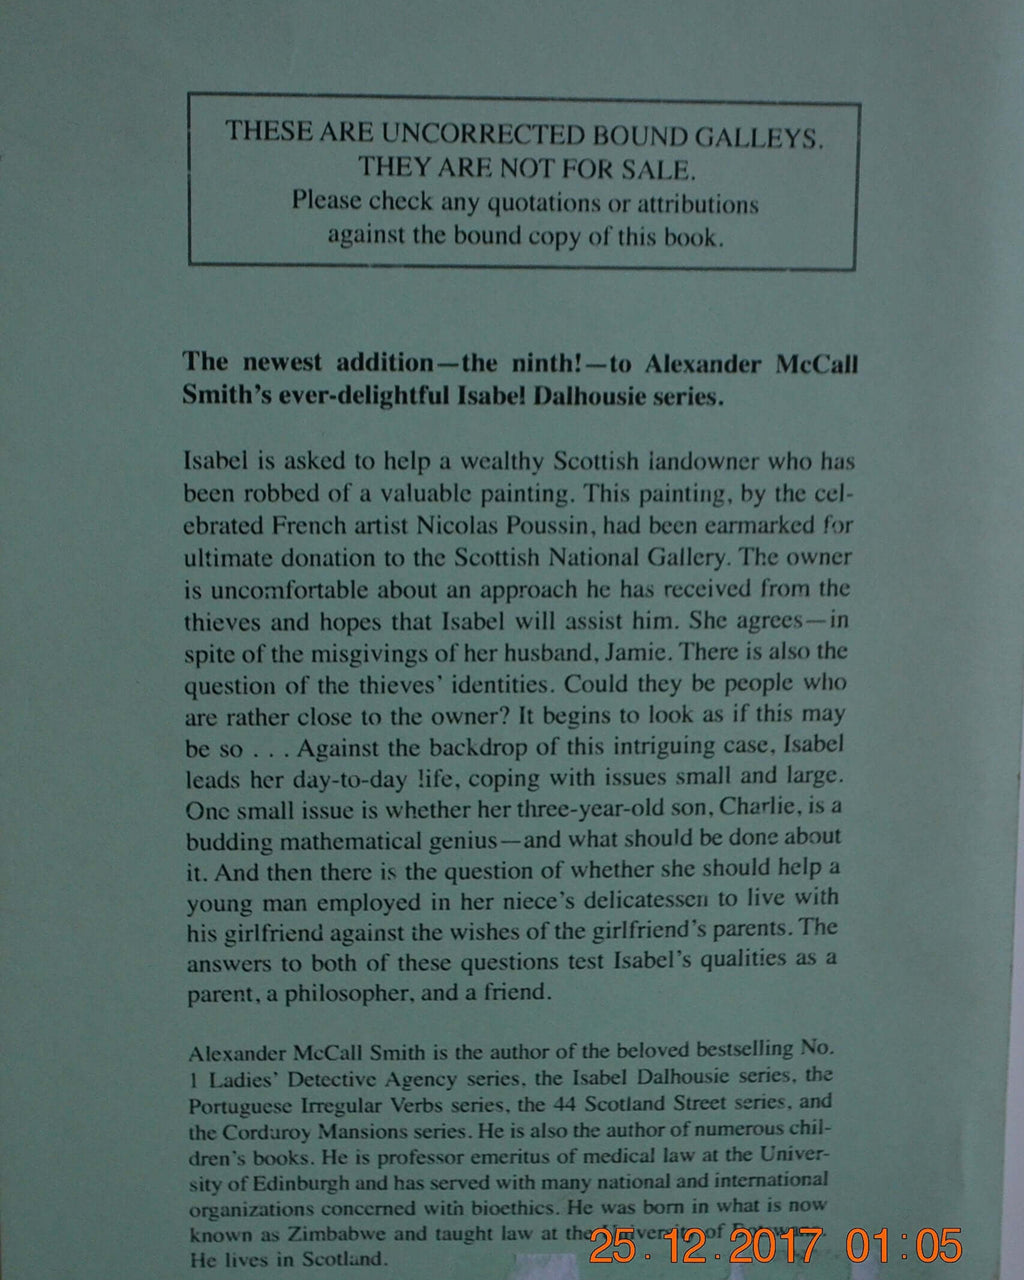 THESE ARE UNCORRECTED BOUND GALLEYS.
THEY ARE NOT FOR SALE.
Please check any quotations or attributions
against the bound copy of this book.
The newest addition—the ninth!—to Alexander McCall
Smith's ever-delightful Isabel Dalhousie series.
Isabel is asked to help a wealthy Scottish landowner who has
been robbed of a valuable painting. This painting, by the cel-
ebrated French artist Nicolas Poussin, had been earmarked for
ultimate donation to the Scottish National Gallery. The owner
is uncomfortable about an approach he has received from the
thieves and hopes that Isabel will assist him. She agrees—in
spite of the misgivings of her husband, Jamie. There is also the
question of the thieves' identities. Could they be people who
are rather close to the owner? It begins to look as if this may
be so . . . Against the backdrop of this intriguing case, Isabel
leads her day-to-day life, coping with issues small and large.
One small issue is whether her three-year-old son, Charlie, is a
budding mathematical genius—and what should be done about
it. And then there is the question of whether she should help a
young man employed in her niece's delicatessen to live with
his girlfriend against the wishes of the girlfriend's parents. The
answers to both of these questions test Isabel's qualities as a
parent, a philosopher, and a friend.
Alexander McCall Smith is the author of the beloved bestselling No.
1 Ladies' Detective Agency series, the Isabel Dalhousie series, the
Portuguese Irregular Verbs series, the 44 Scotland Street series, and
the Corduroy Mansions series. He is also the author of numerous chil-
dren's books. He is professor emeritus of medical law at the Univer-
sity of Edinburgh and has served with many national and international
organizations concerned with bioethics. He was born in what is now
known as Zimbabwe and taught law at the University of Botswana.
He lives in Scotland.
25.12.2017 01:05